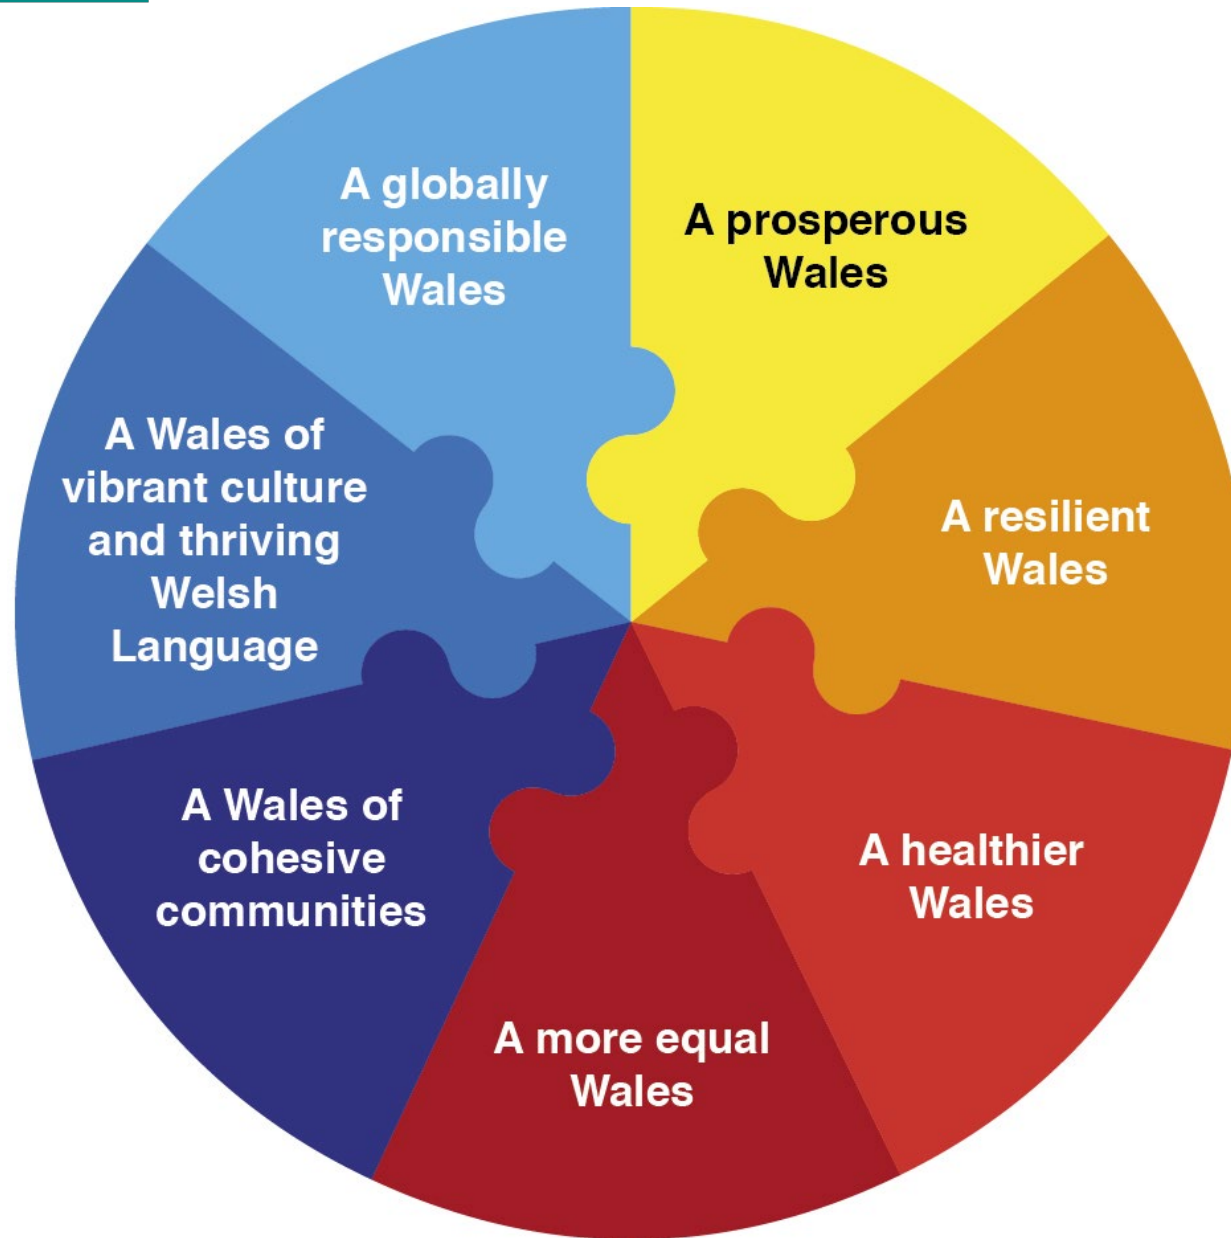 A prosperous
Wales
A resilient
Wales
A healthier
Wales
A more equal
Wales
A Wales of
cohesive
communities
A Wales of
vibrant culture
and thriving
Welsh
Language
A globally
responsible
Wales